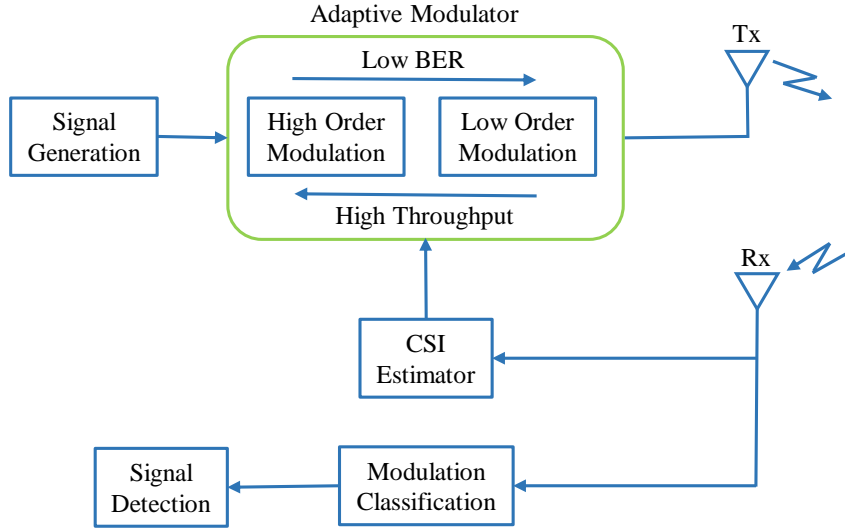 Adaptive Modulator
Tx
Low BER
Signal
Generation
High Order
Modulation
Low Order
Modulation
High Throughput
Rx
CSI
Estimator
Signal
Detection
Modulation
Classification